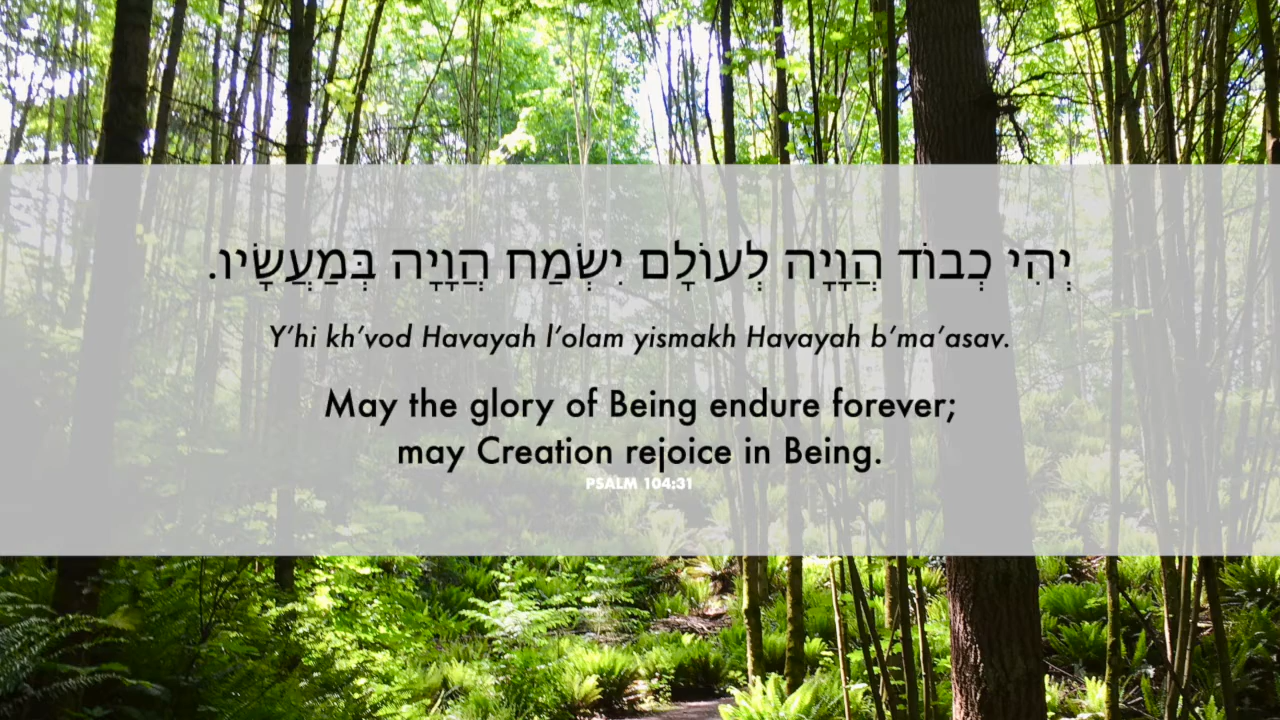 יְהִי כְבוֹד הֲוָיָה לְעוֹלָם יִשְׂמַח הֲוָיָה בְּמַעֲשָׂיו.
Y’hi kh’vod Havayah l’olam yismakh Havayah b’ma’asav.
May the glory of Being endure forever;
may Creation rejoice in Being.
PSALM 104:31